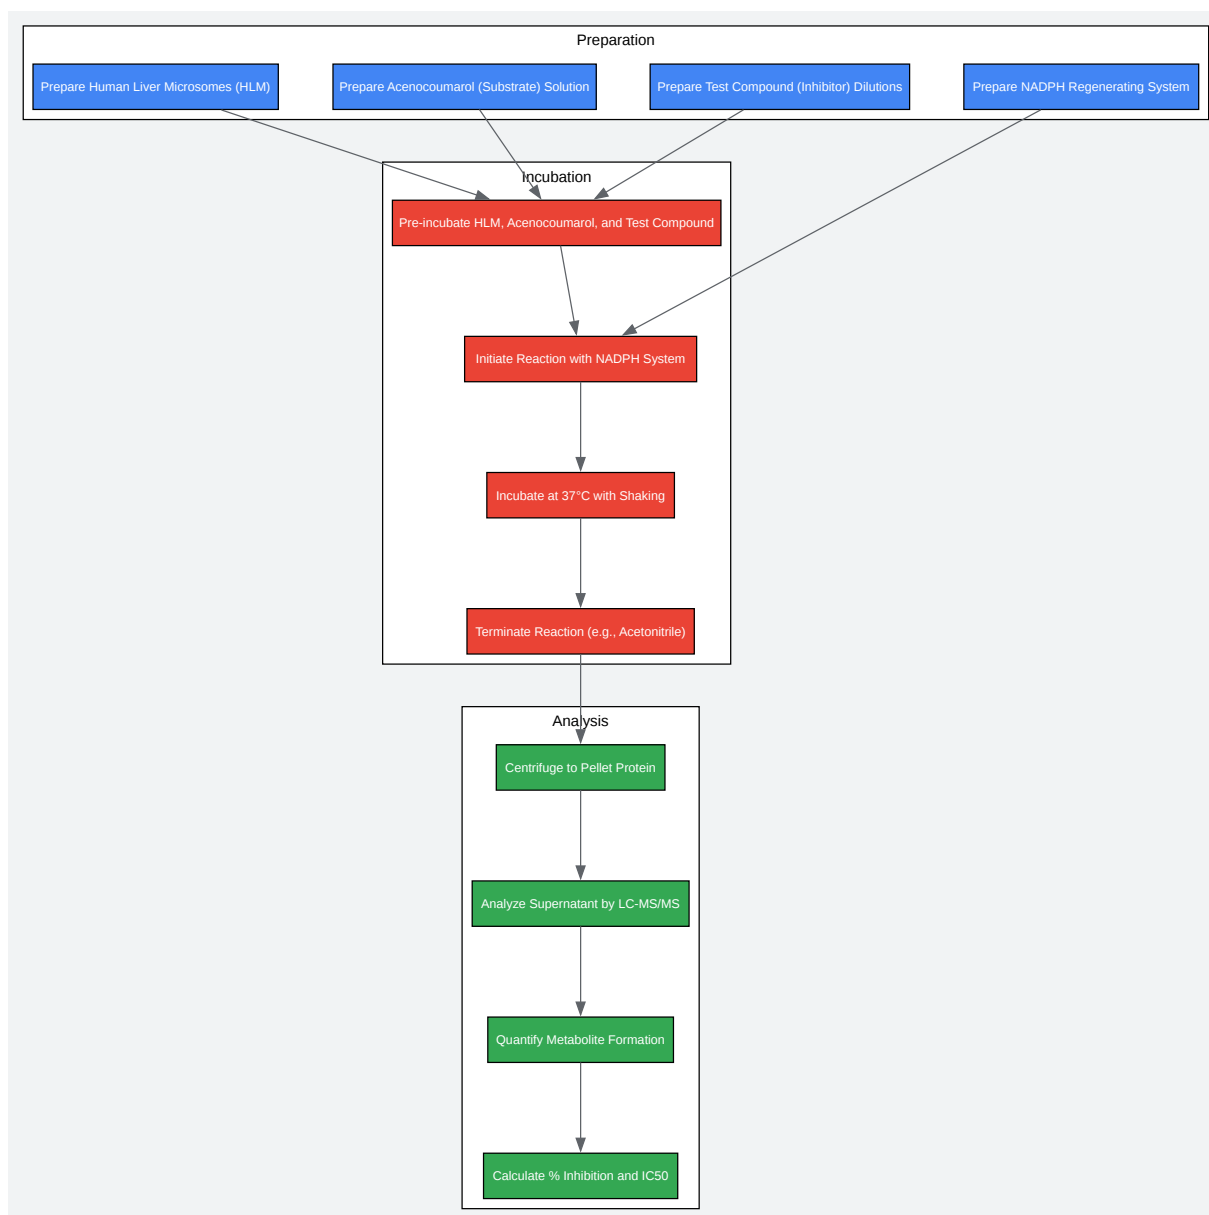 Preparation
Prepare Human Liver Microsomes (HLM)
Prepare Acenocoumarol (Substrate) Solution
Prepare Test Compound (Inhibitor) Dilutions
Prepare NADPH Regenerating System
Incubation
Pre-incubate HLM, Acenocoumarol, and Test Compound
Initiate Reaction with NADPH System
Incubate at 37°C with Shaking
Terminate Reaction (e.g., Acetonitrile)
Analysis
Centrifuge to Pellet Protein
Analyze Supernatant by LC-MS/MS
Quantify Metabolite Formation
Calculate % Inhibition and IC50